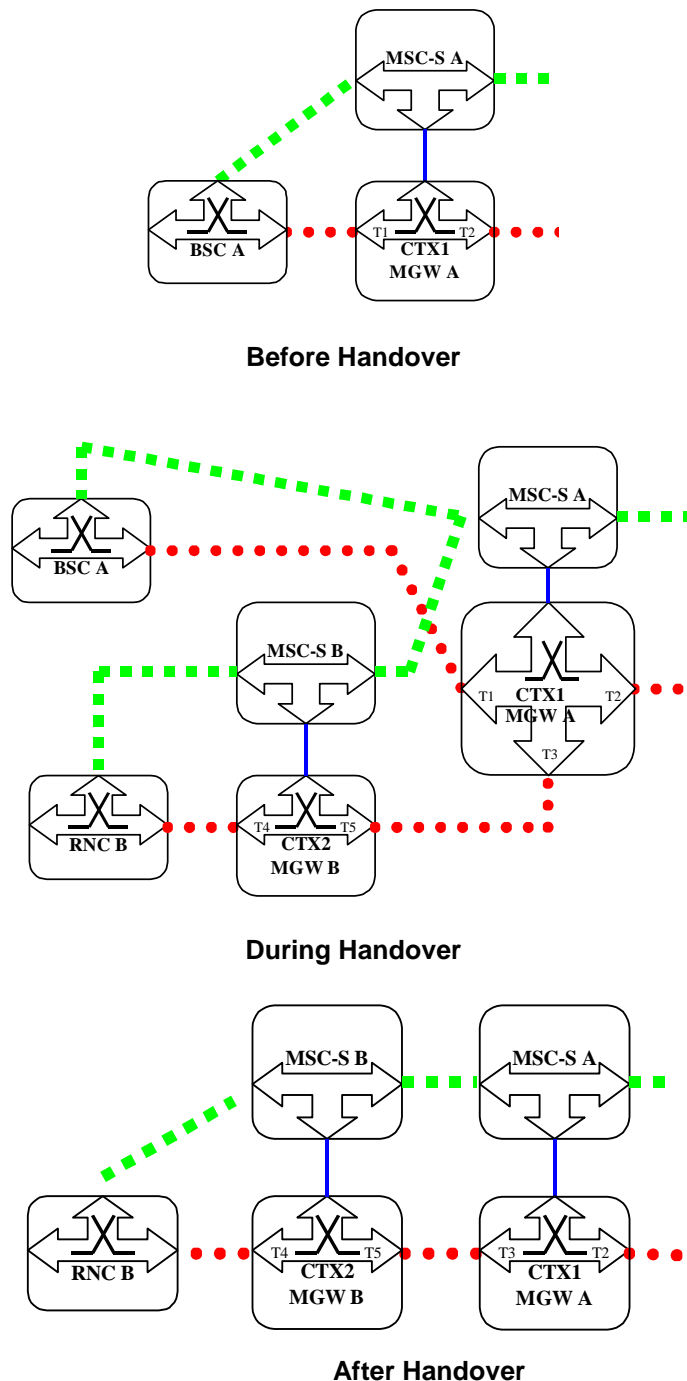 MSC-S A
BSC A
T1
T2
CTX1
MGW A
Before Handover
MSC-S A
BSC A
MSC-S B
T1
CTX1
T2
MGW A
T3
RNC B
T4
T5
CTX2
MGW B
During Handover
MSC-S B
MSC-S A
RNC B
T4
T5
CTX2
MGW B
T3
T2
CTX1
MGW A
After Handover